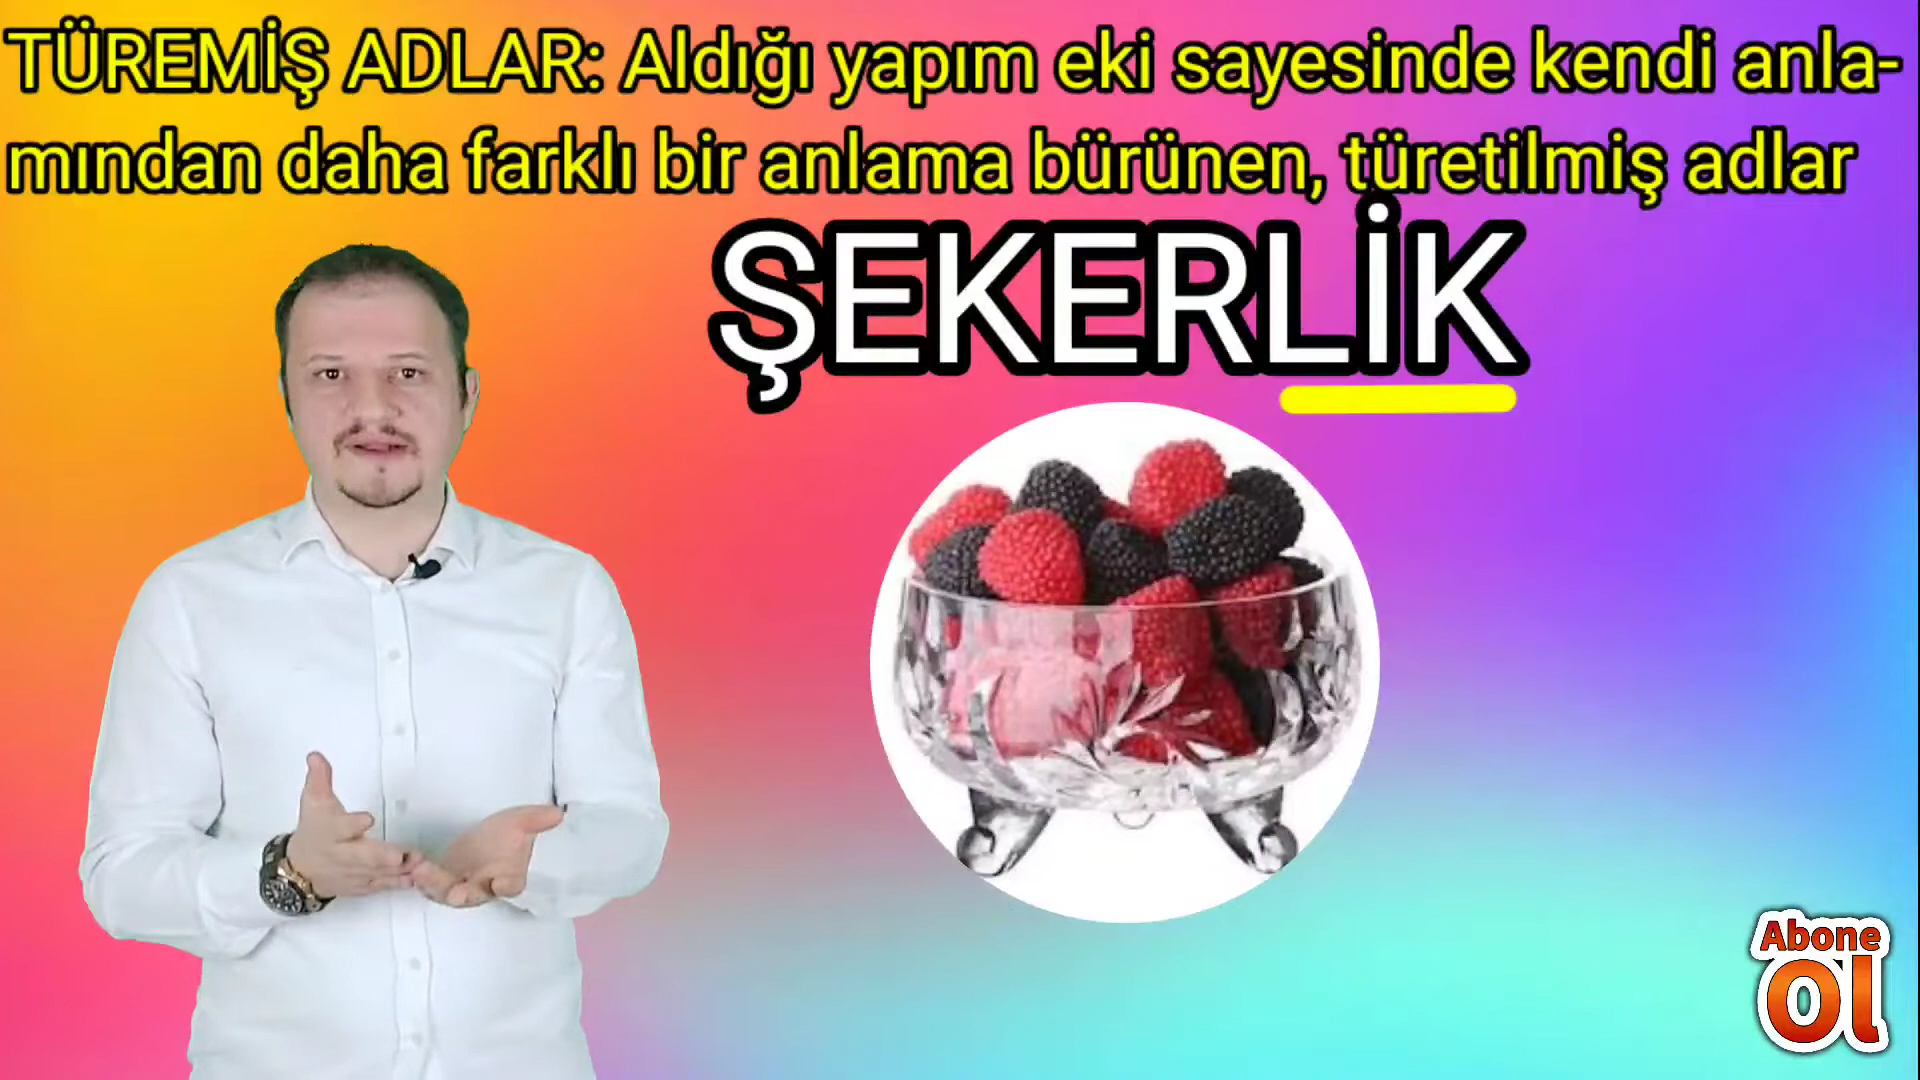 TÜREMİŞ ADLAR: Aldığı yapım eki sayesinde kendi anla-
mından daha farklı bir anlama bürünen, türetilmiş adlar
ŞEKERLİK
Abone
Ol